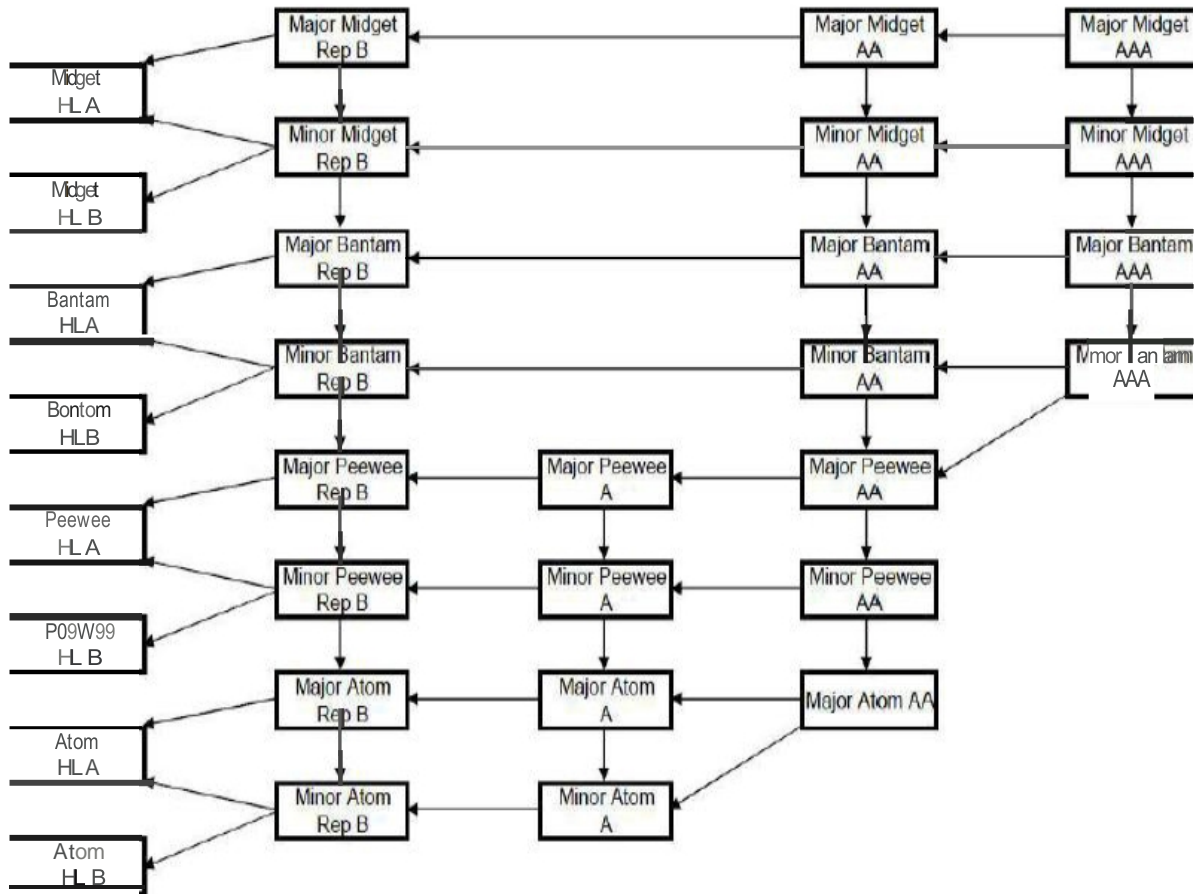 Major Midget
Rep B
Major Midget
AA
Major Midget
AAA
Midget
HL A
Minor Midget
Rep B
Minor Midget
AA
Minor Midget
AAA
Midget
HL B
Major Bantam
Rep B
Major Bantam
AA
Major Bantam
AAA
Bantam
HLA
Minor Bantam
Rep B
Minor Bantam
AA
AAA
Bontom
HLB
Major Peewee
Rep B
Major Peewee
A
Major Peewee
AA
Peewee
HL A
Minor Peewee
Rep B
Minor Peewee
A
Minor Peewee
AA
P09W99
HL B
Major Atom
Rep B
Major Atom
A
Major Atom AA
Atom
HLA
Minor Atom
Rep B
Minor Atom
A
Atom
HL B